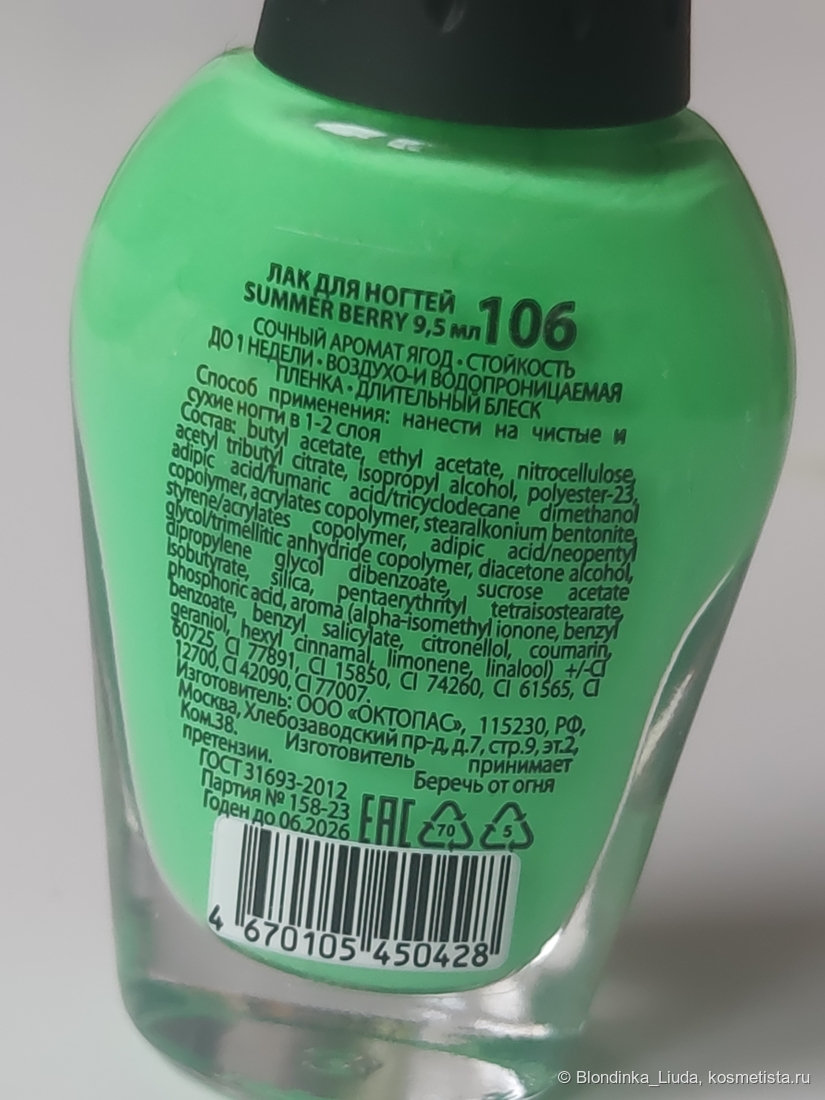 ЛАК ДЛЯ НОГТЕЙ
SUMMER BERRY 9,5 мл 106
СОЧНЫЙ АРОМАТ ЯГОД • СТОЙКОСТЬ
ДО 1 НЕДЕЛИ • ВОЗДУХО-И ВОДОПРОНИЦАЕМАЯ
ПЛЕНКА • ДЛИТЕЛЬНЫЙ БЛЕСК
Способ применения: нанести на чистые и
сухие ногти в 1-2 слоя
Состав: butyl acetate, ethyl acetate, nitrocellulose,
acetyl tributyl citrate, isopropyl alcohol, polyester-23,
adipic acid/fumaric acid/tricyclodecane dimethanol
copolymer, acrylates copolymer, stearalkonium bentonite,
styrene/acrylates copolymer, adipic acid/neopentyl
glycol/trimellitic anhydride copolymer, diacetone alcohol,
dipropylene glycol dibenzoate, sucrose acetate
isobutyrate, silica, pentaerythrityl tetraisostearate,
phosphoric acid, aroma (alpha-isomethyl ionone, benzyl
benzoate, benzyl salicylate, citronellol, coumarin,
geraniol, hexyl cinnamal, limonene, linalool) +/-CI
60725, CI 77891, CI 15850, CI 74260, CI 61565, CI
12700, CI 42090, CI 77007.
Изготовитель: ООО «ОКТОПАС», 115230, РФ,
Москва, Хлебозаводский пр-д, д.7, стр.9, эт.2,
Ком.38. Изготовитель принимает
претензии. Беречь от огня
ГОСТ 31693-2012
Партия № 158-23
Годен до 06.2026 EAC 70 5
4 670105 450428
© Blondinka_Liuda, kosmetista.ru